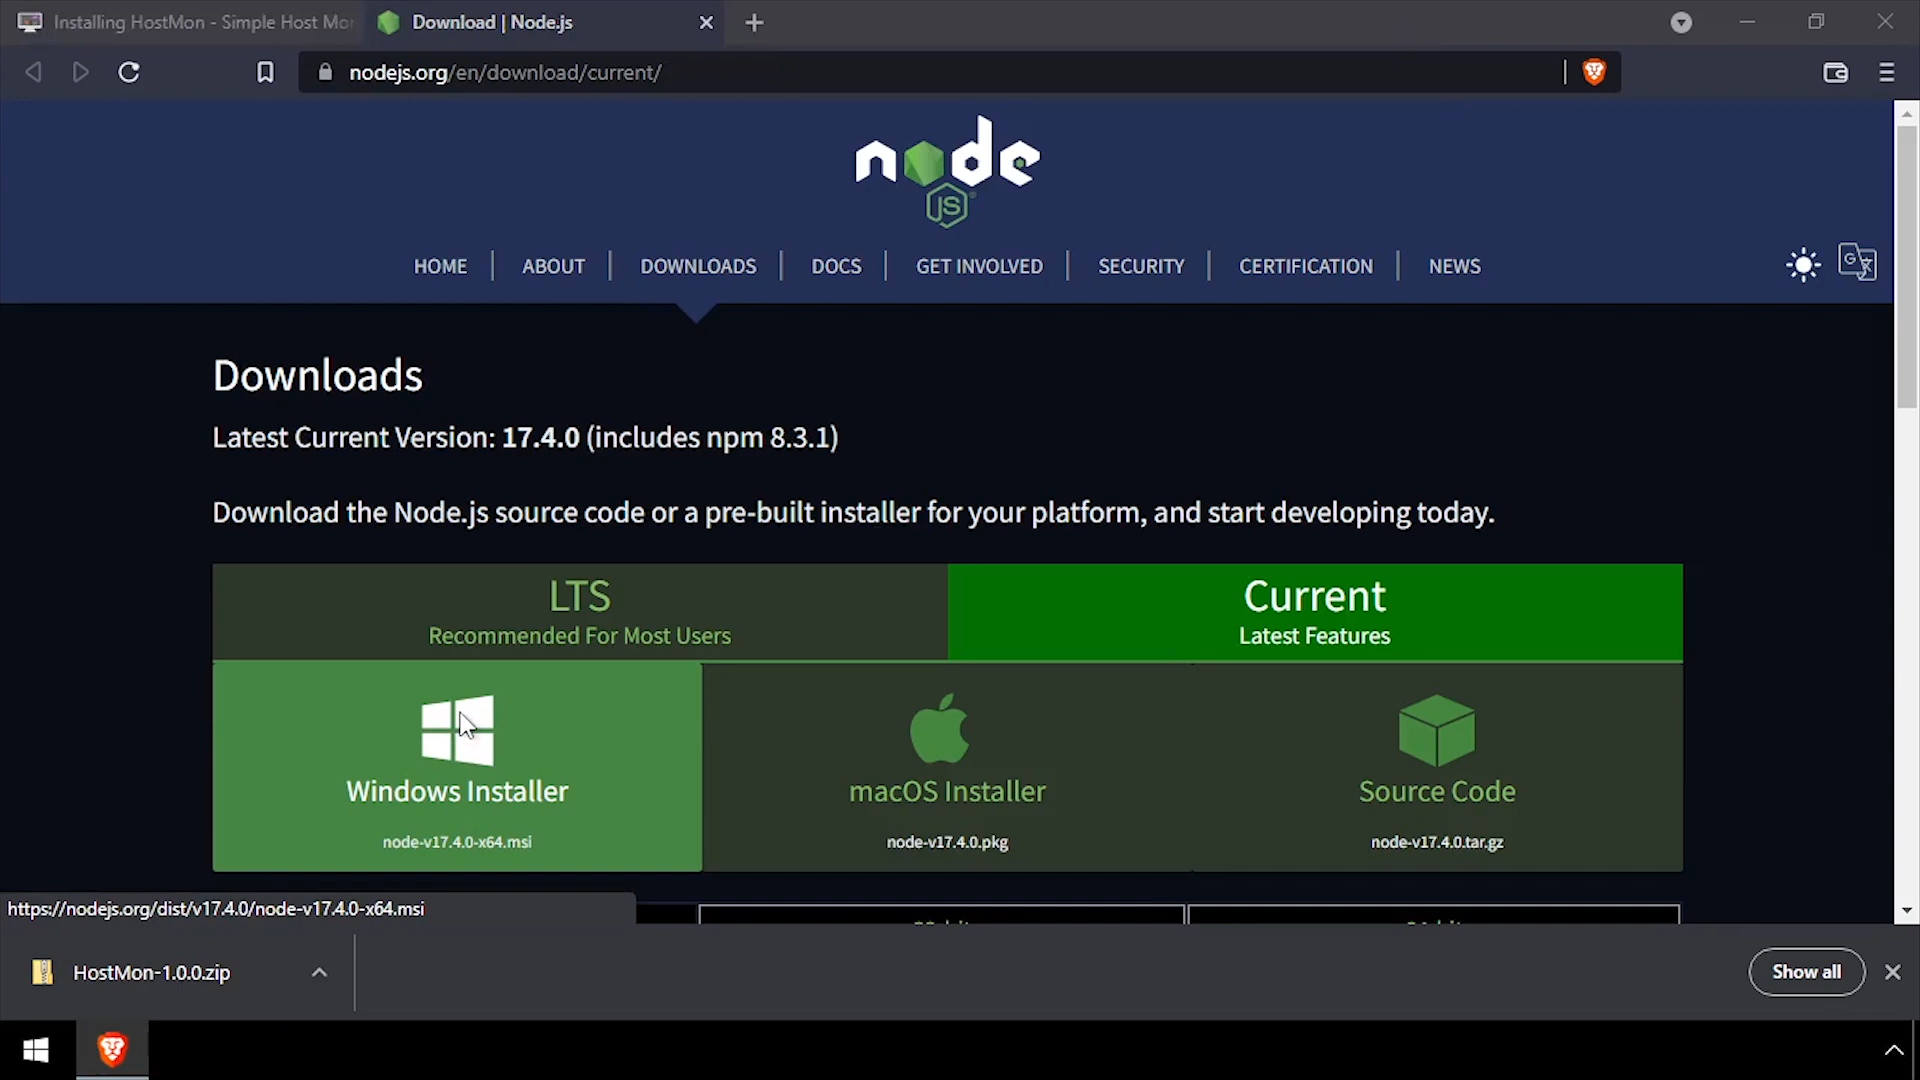 Installing HostMon - Simple Host Mor
Download | Node.js
nodejs.org/en/download/current/
node
JS
HOME
ABOUT
DOWNLOADS
DOCS
GET INVOLVED
SECURITY
CERTIFICATION
NEWS
Downloads
Latest Current Version: 17.4.0 (includes npm 8.3.1)
Download the Node.js source code or a pre-built installer for your platform, and start developing today.
LTS
Recommended For Most Users
Current
Latest Features
Windows Installer
node-v17.4.0-x64.msi
macOS Installer
node-v17.4.0.pkg
Source Code
node-v17.4.0.tar.gz
https://nodejs.org/dist/v17.4.0/node-v17.4.0-x64.msi
HostMon-1.0.0.zip
Show all